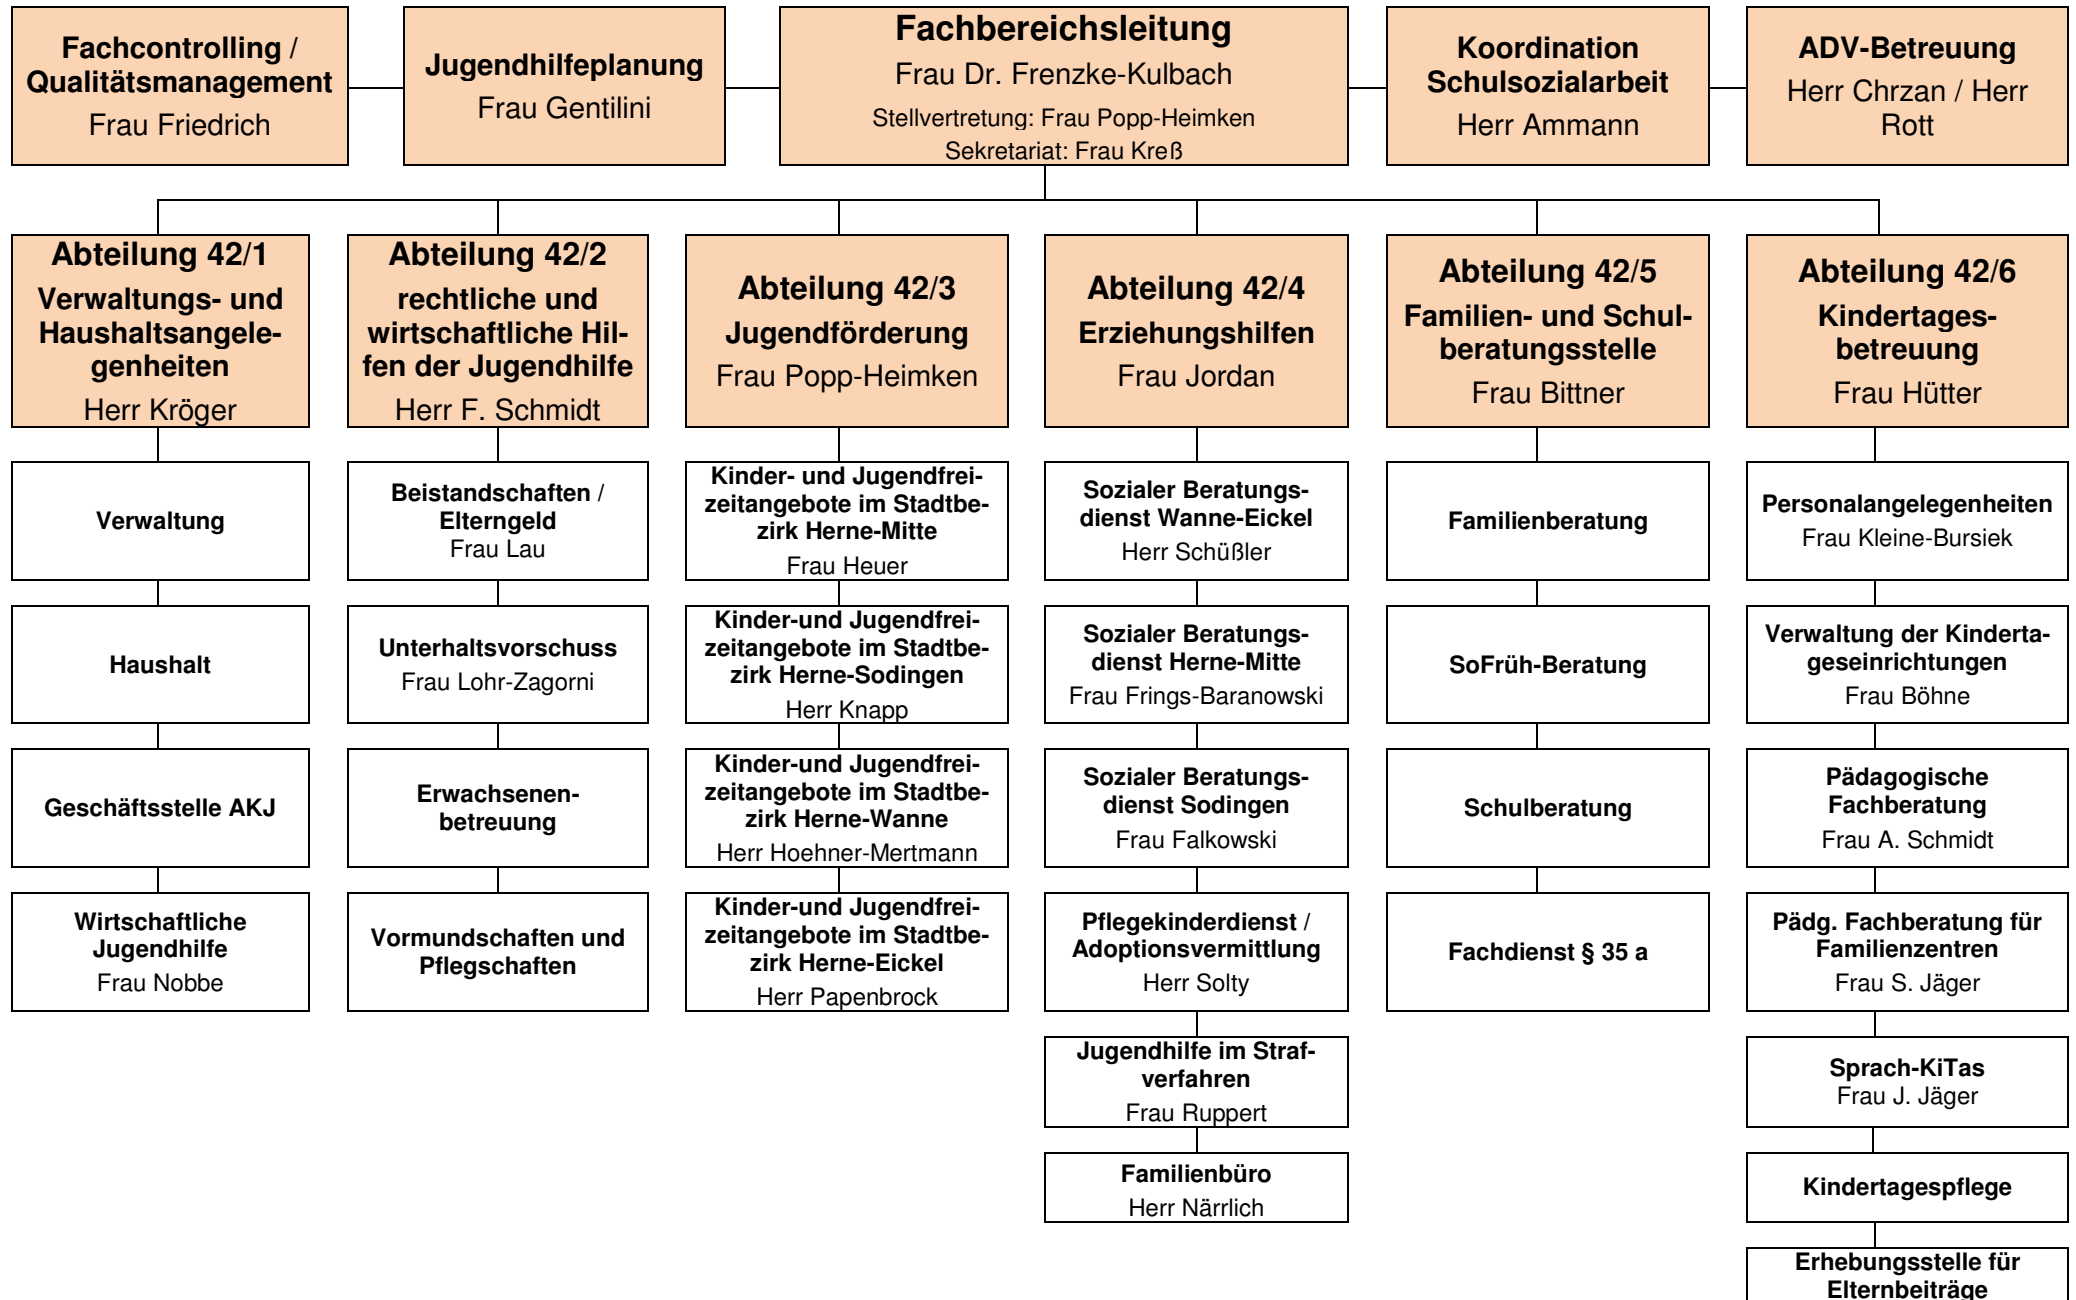 Fachcontrolling /
Qualitätsmanagement
Frau Friedrich
Jugendhilfeplanung
Frau Gentilini
Fachbereichsleitung
Frau Dr. Frenzke-Kulbach
Stellvertretung: Frau Popp-Heimken
Sekretariat: Frau Kreß
Koordination
Schulsozialarbeit
Herr Ammann
ADV-Betreuung
Herr Chrzan / Herr
Rott
Abteilung 42/1
Verwaltungs- und
Haushaltsangele-
genheiten
Herr Kröger
Abteilung 42/2
rechtliche und
wirtschaftliche Hil-
fen der Jugendhilfe
Herr F. Schmidt
Abteilung 42/3
Jugendförderung
Frau Popp-Heimken
Abteilung 42/4
Erziehungshilfen
Frau Jordan
Abteilung 42/5
Familien- und Schul-
beratungsstelle
Frau Bittner
Abteilung 42/6
Kindertages-
betreuung
Frau Hütter
Verwaltung
Beistandschaften /
Elterngeld
Frau Lau
Kinder- und Jugendfrei-
zeitangebote im Stadtbe-
zirk Herne-Mitte
Frau Heuer
Sozialer Beratungs-
dienst Wanne-Eickel
Herr Schüßler
Familienberatung
Personalangelegenheiten
Frau Kleine-Bursiek
Haushalt
Unterhaltsvorschuss
Frau Lohr-Zagorni
Kinder-und Jugendfrei-
zeitangebote im Stadtbe-
zirk Herne-Sodingen
Herr Knapp
Sozialer Beratungs-
dienst Herne-Mitte
Frau Frings-Baranowski
SoFrüh-Beratung
Verwaltung der Kinderta-
geseinrichtungen
Frau Böhne
Geschäftsstelle AKJ
Erwachsenen-
betreuung
Kinder-und Jugendfrei-
zeitangebote im Stadtbe-
zirk Herne-Wanne
Herr Hoehner-Mertmann
Sozialer Beratungs-
dienst Sodingen
Frau Falkowski
Schulberatung
Pädagogische
Fachberatung
Frau A. Schmidt
Wirtschaftliche
Jugendhilfe
Frau Nobbe
Vormundschaften und
Pflegschaften
Kinder-und Jugendfrei-
zeitangebote im Stadtbe-
zirk Herne-Eickel
Herr Papenbrock
Pflegekinderdienst /
Adoptionsvermittlung
Herr Solty
Fachdienst § 35 a
Pädg. Fachberatung für
Familienzentren
Frau S. Jäger
Jugendhilfe im Straf-
verfahren
Frau Ruppert
Sprach-KiTas
Frau J. Jäger
Familienbüro
Herr Närrlich
Kindertagespflege
Erhebungsstelle für
Elternbeiträge